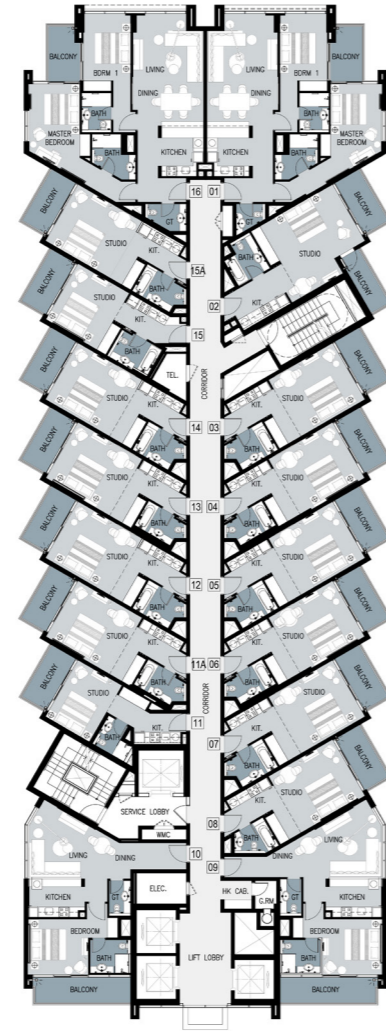 BALCONY
BDRM 1
LIVING
LIVING
BDRM 1
BALCONY
DINING
DINING
BATH
BATH
MASTER
BEDROOM
MASTER
BEDROOM
BATH
KITCHEN
KITCHEN
BATH
16
01
BALCONY
GT
GT
BALCONY
STUDIO
KIT.
STUDIO
BATH
15A
BALCONY
STUDIO
BATH
KIT.
02
KIT.
BALCONY
15
BATH
TEL.
CORRIDOR
BALCONY
STUDIO
KIT.
KIT.
STUDIO
BALCONY
14
03
BATH
BATH
BALCONY
STUDIO
KIT.
KIT.
STUDIO
BALCONY
13
04
BATH
BATH
BALCONY
STUDIO
KIT.
KIT.
STUDIO
BALCONY
12
05
BATH
BATH
BALCONY
STUDIO
KIT.
KIT.
STUDIO
BALCONY
11A
06
BATH
BATH
BALCONY
STUDIO
CORRIDOR
KIT.
STUDIO
BALCONY
BATH
KIT.
11
07
BATH
KIT.
STUDIO
BALCONY
SERVICE LOBBY
WMC
08
BATH
LIVING
DINING
10
09
DINING
LIVING
KITCHEN
GT
ELEC.
HK CAB.
G.RM
GT
KITCHEN
BEDROOM
BEDROOM
BATH
LIFT LOBBY
BATH
BALCONY
BALCONY